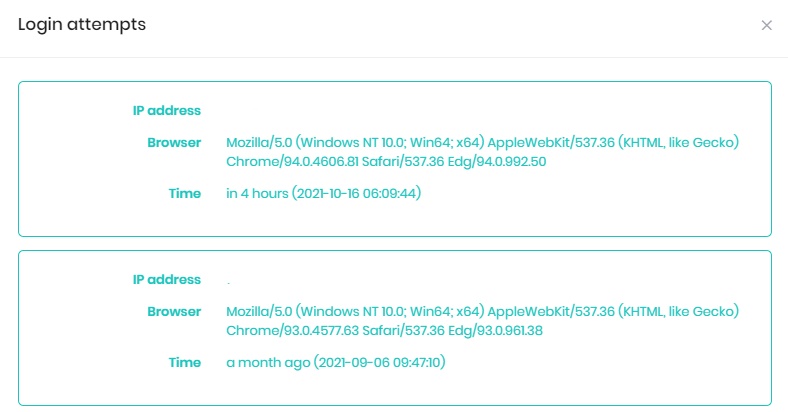 Login attempts
IP address
Browser Mozilla/5.0 (Windows NT 10.0; Win64; x64) AppleWebKit/537.36 (KHTML, like Gecko)
Chrome/94.0.4606.81 Safari/537.36 Edg/94.0.992.50
Time in 4 hours (2021-10-16 06:09:44)
IP address .
Browser Mozilla/5.0 (Windows NT 10.0; Win64; x64) AppleWebKit/537.36 (KHTML, like Gecko)
Chrome/93.0.4577.63 Safari/537.36 Edg/93.0.961.38
Time a month ago (2021-09-06 09:47:10)